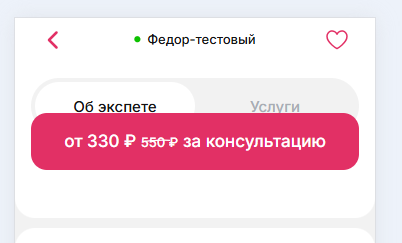 Федор-тестовый
Об экспете Услуги
от 330 ₽ 550 ₽ за консультацию